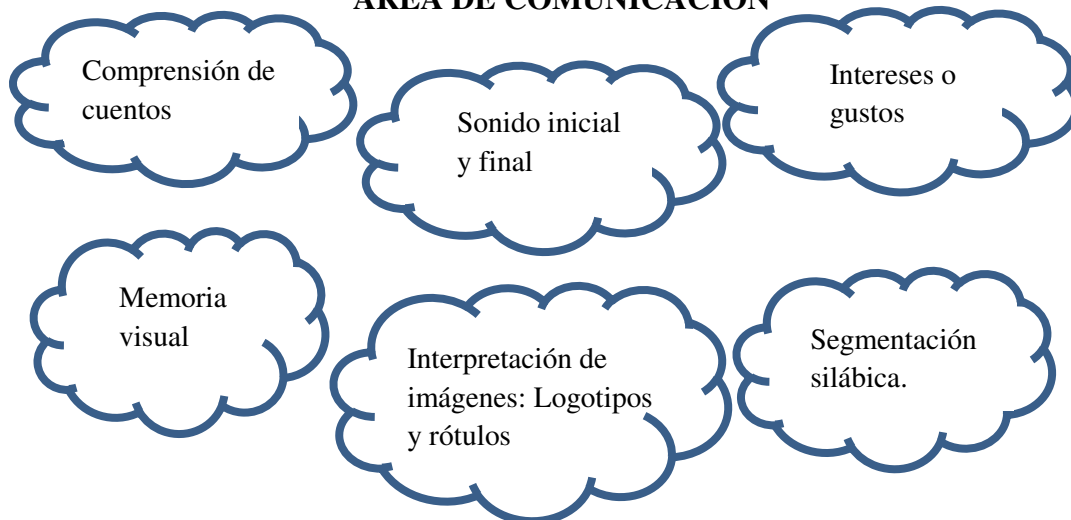 ÁREA DE COMUNICACIÓN
Comprensión de
cuentos
Sonido inicial
y final
Intereses o
gustos
Memoria
visual
Interpretación de
imágenes: Logotipos
y rótulos
Segmentación
silábica.